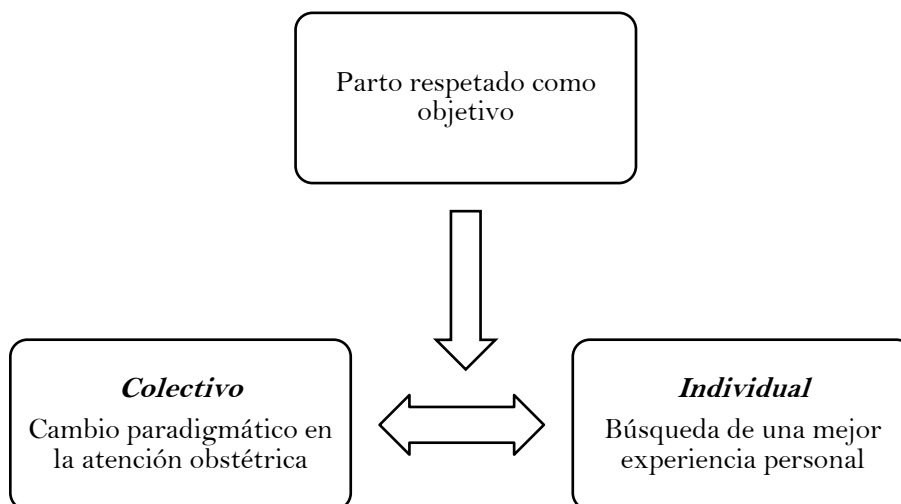 Parto respetado como
objetivo
Colectivo
Cambio paradigmático en
la atención obstétrica
Individual
Búsqueda de una mejor
experiencia personal